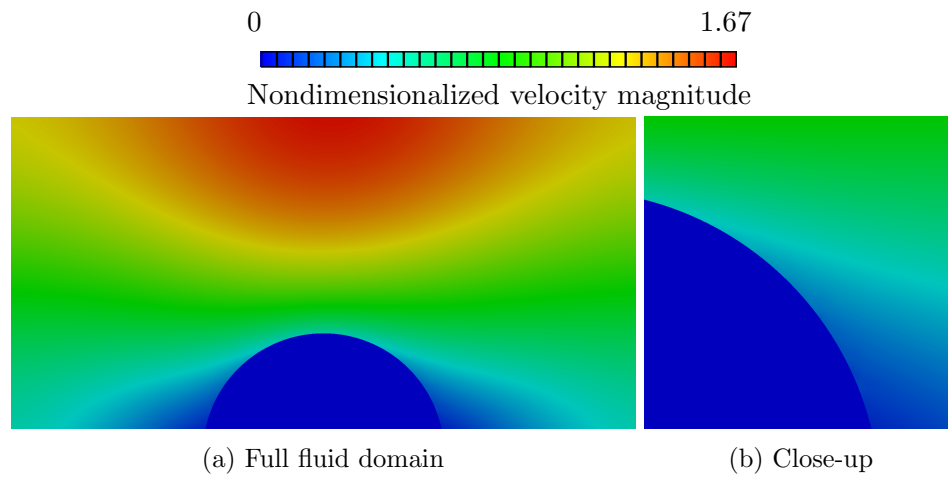 0 1.67
Nondimensionalized velocity magnitude
(a) Full fluid domain
(b) Close-up